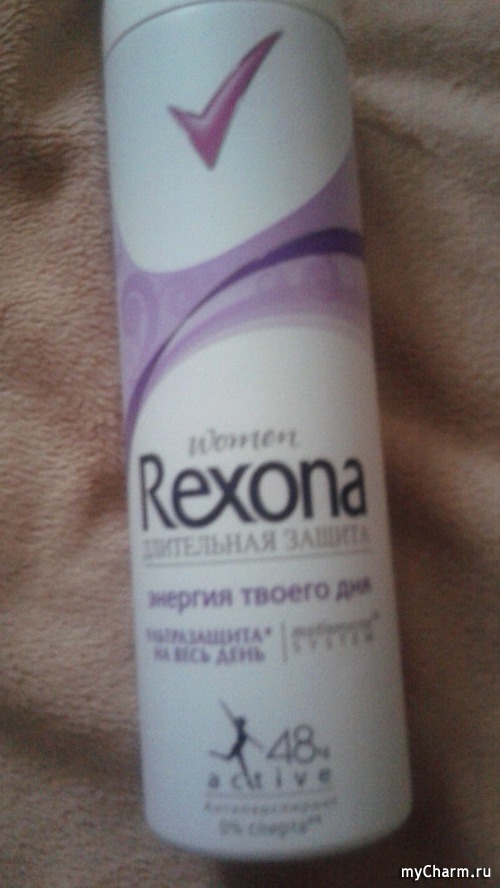 women
Rexona
ДЛИТЕЛЬНАЯ ЗАЩИТА
энергия твоего дня
УЛЬТРАЗАЩИТА*
НА ВЕСЬ ДЕНЬ
SYSTEM
48ч
active
Антиперспирант
0% спирта**
myCharm.ru